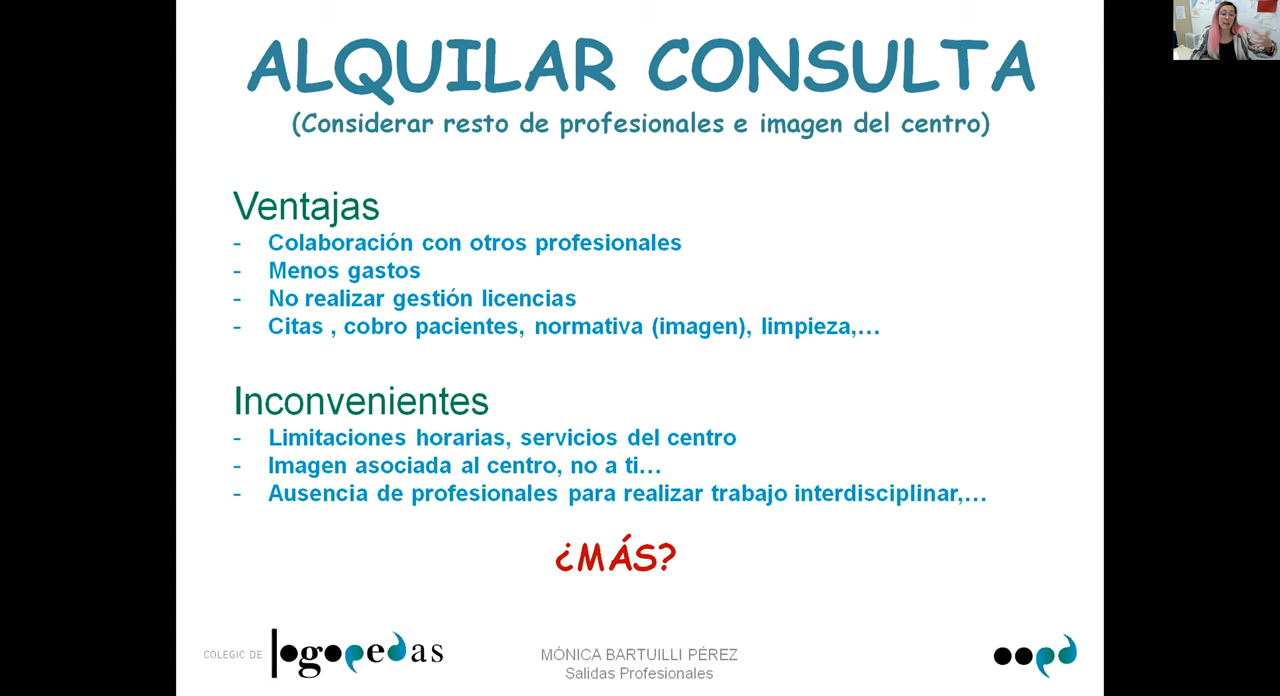 ALQUILAR CONSULTA
(Considerar resto de profesionales e imagen del centro)
Ventajas
- Colaboración con otros profesionales
- Menos gastos
- No realizar gestión licencias
- Citas , cobro pacientes, normativa (imagen), limpieza,…
Inconvenientes
- Limitaciones horarias, servicios del centro
- Imagen asociada al centro, no a ti…
- Ausencia de profesionales para realizar trabajo interdisciplinar,…
¿MÁS?
COLEGIC DE logopedas
MÓNICA BARTUILLI PÉREZ
Salidas Profesionales